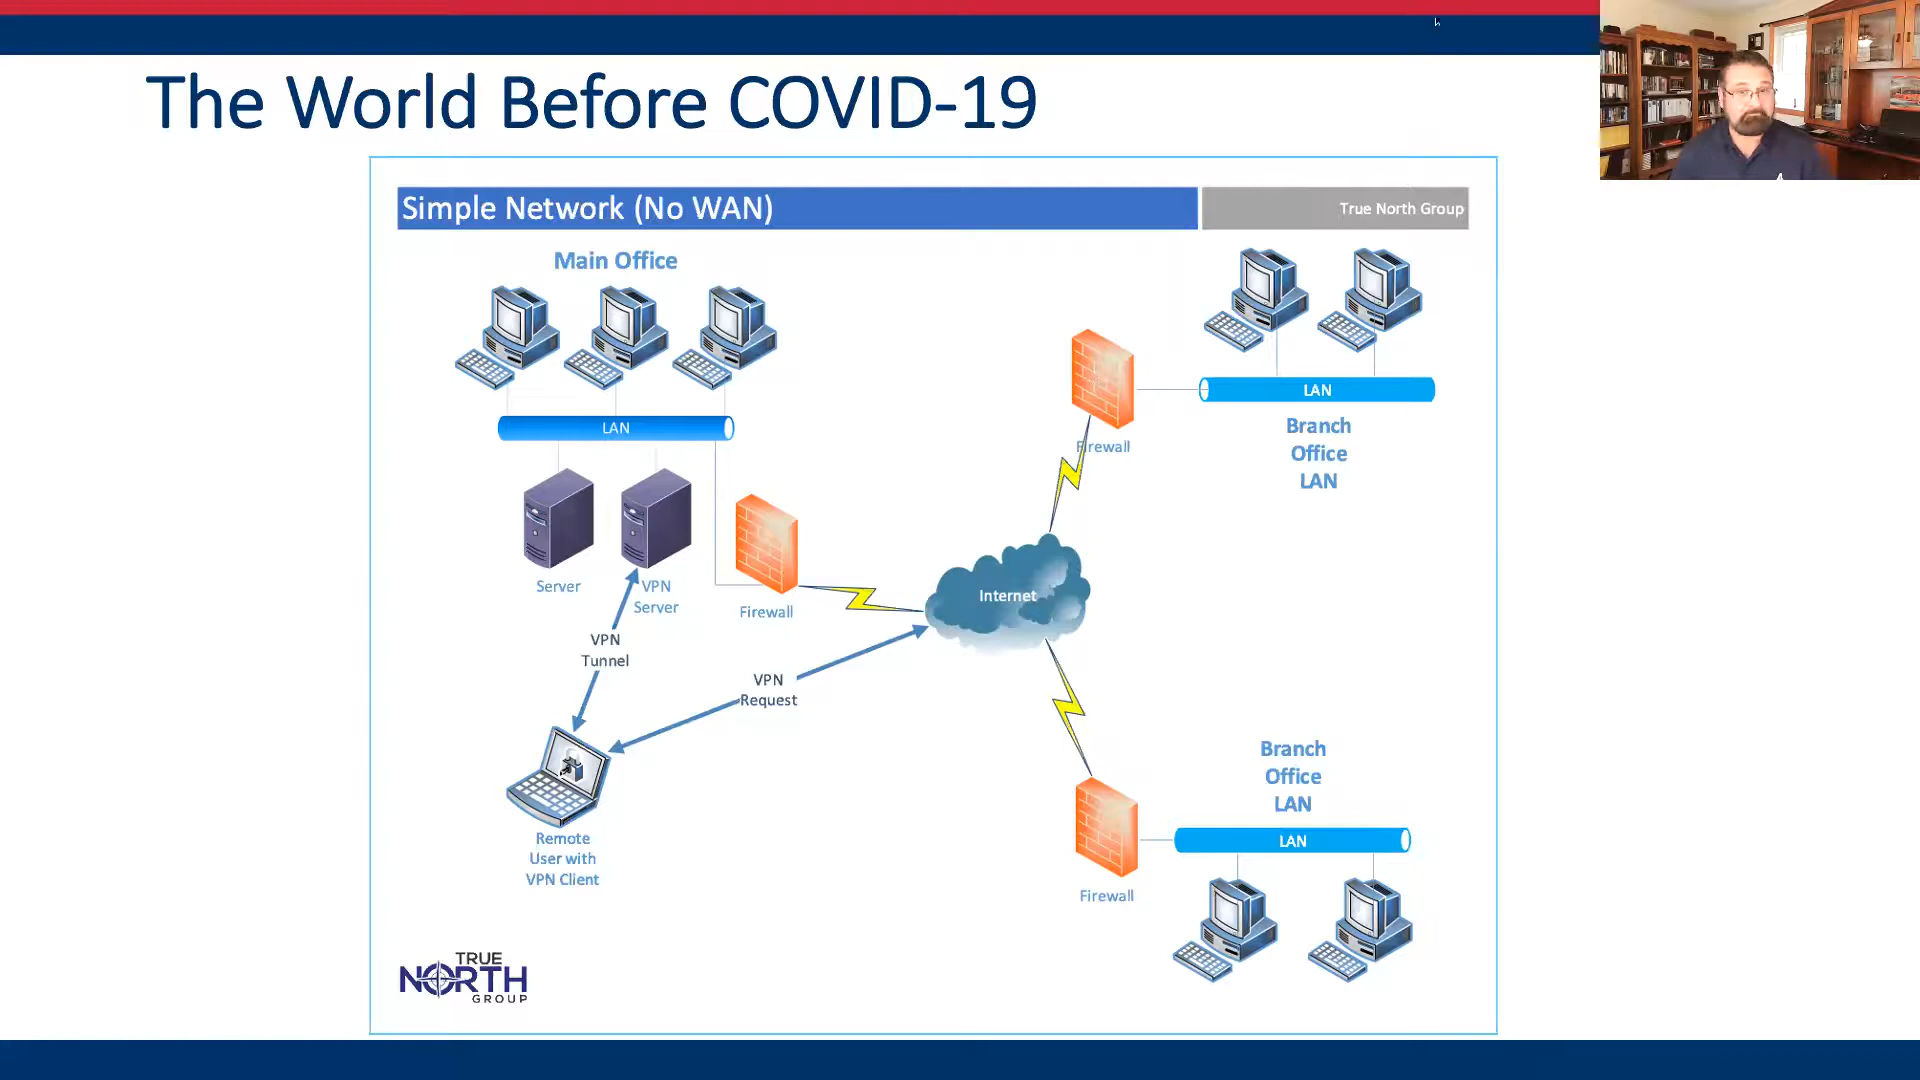 The World Before COVID-19
Simple Network (No WAN)
True North Group
Main Office
LAN
Server
VPN
Server
Firewall
VPN
Tunnel
VPN
Request
Remote
User with
VPN Client
Internet
Firewall
LAN
Branch
Office
LAN
Branch
Office
LAN
LAN
Firewall
TRUE
NORTH
GROUP